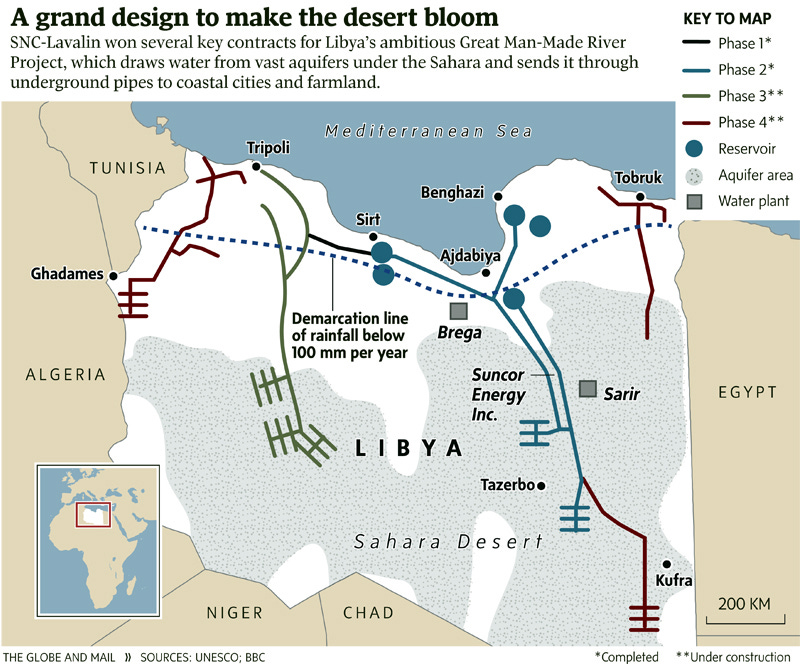 A grand design to make the desert bloom
SNC-Lavalin won several key contracts for Libya's ambitious Great Man-Made River
Project, which draws water from vast aquifers under the Sahara and sends it through
underground pipes to coastal cities and farmland.
KEY TO MAP
Phase 1*
Phase 2*
Phase 3**
Phase 4**
Reservoir
Aquifer area
Water plant
Mediterranean Sea
Tripoli
TUNISIA
Benghazi
Tobruk
Sirt
Ajdabiya
Ghadames
Demarcation line
of rainfall below
100 mm per year
Brega
ALGERIA
Suncor
Energy
Inc.
Sarir
EGYPT
LIBYA
Tazerbo
Sahara Desert
Kufra
NIGER
CHAD
200 KM
THE GLOBE AND MAIL » SOURCES: UNESCO; BBC
*Completed **Under construction